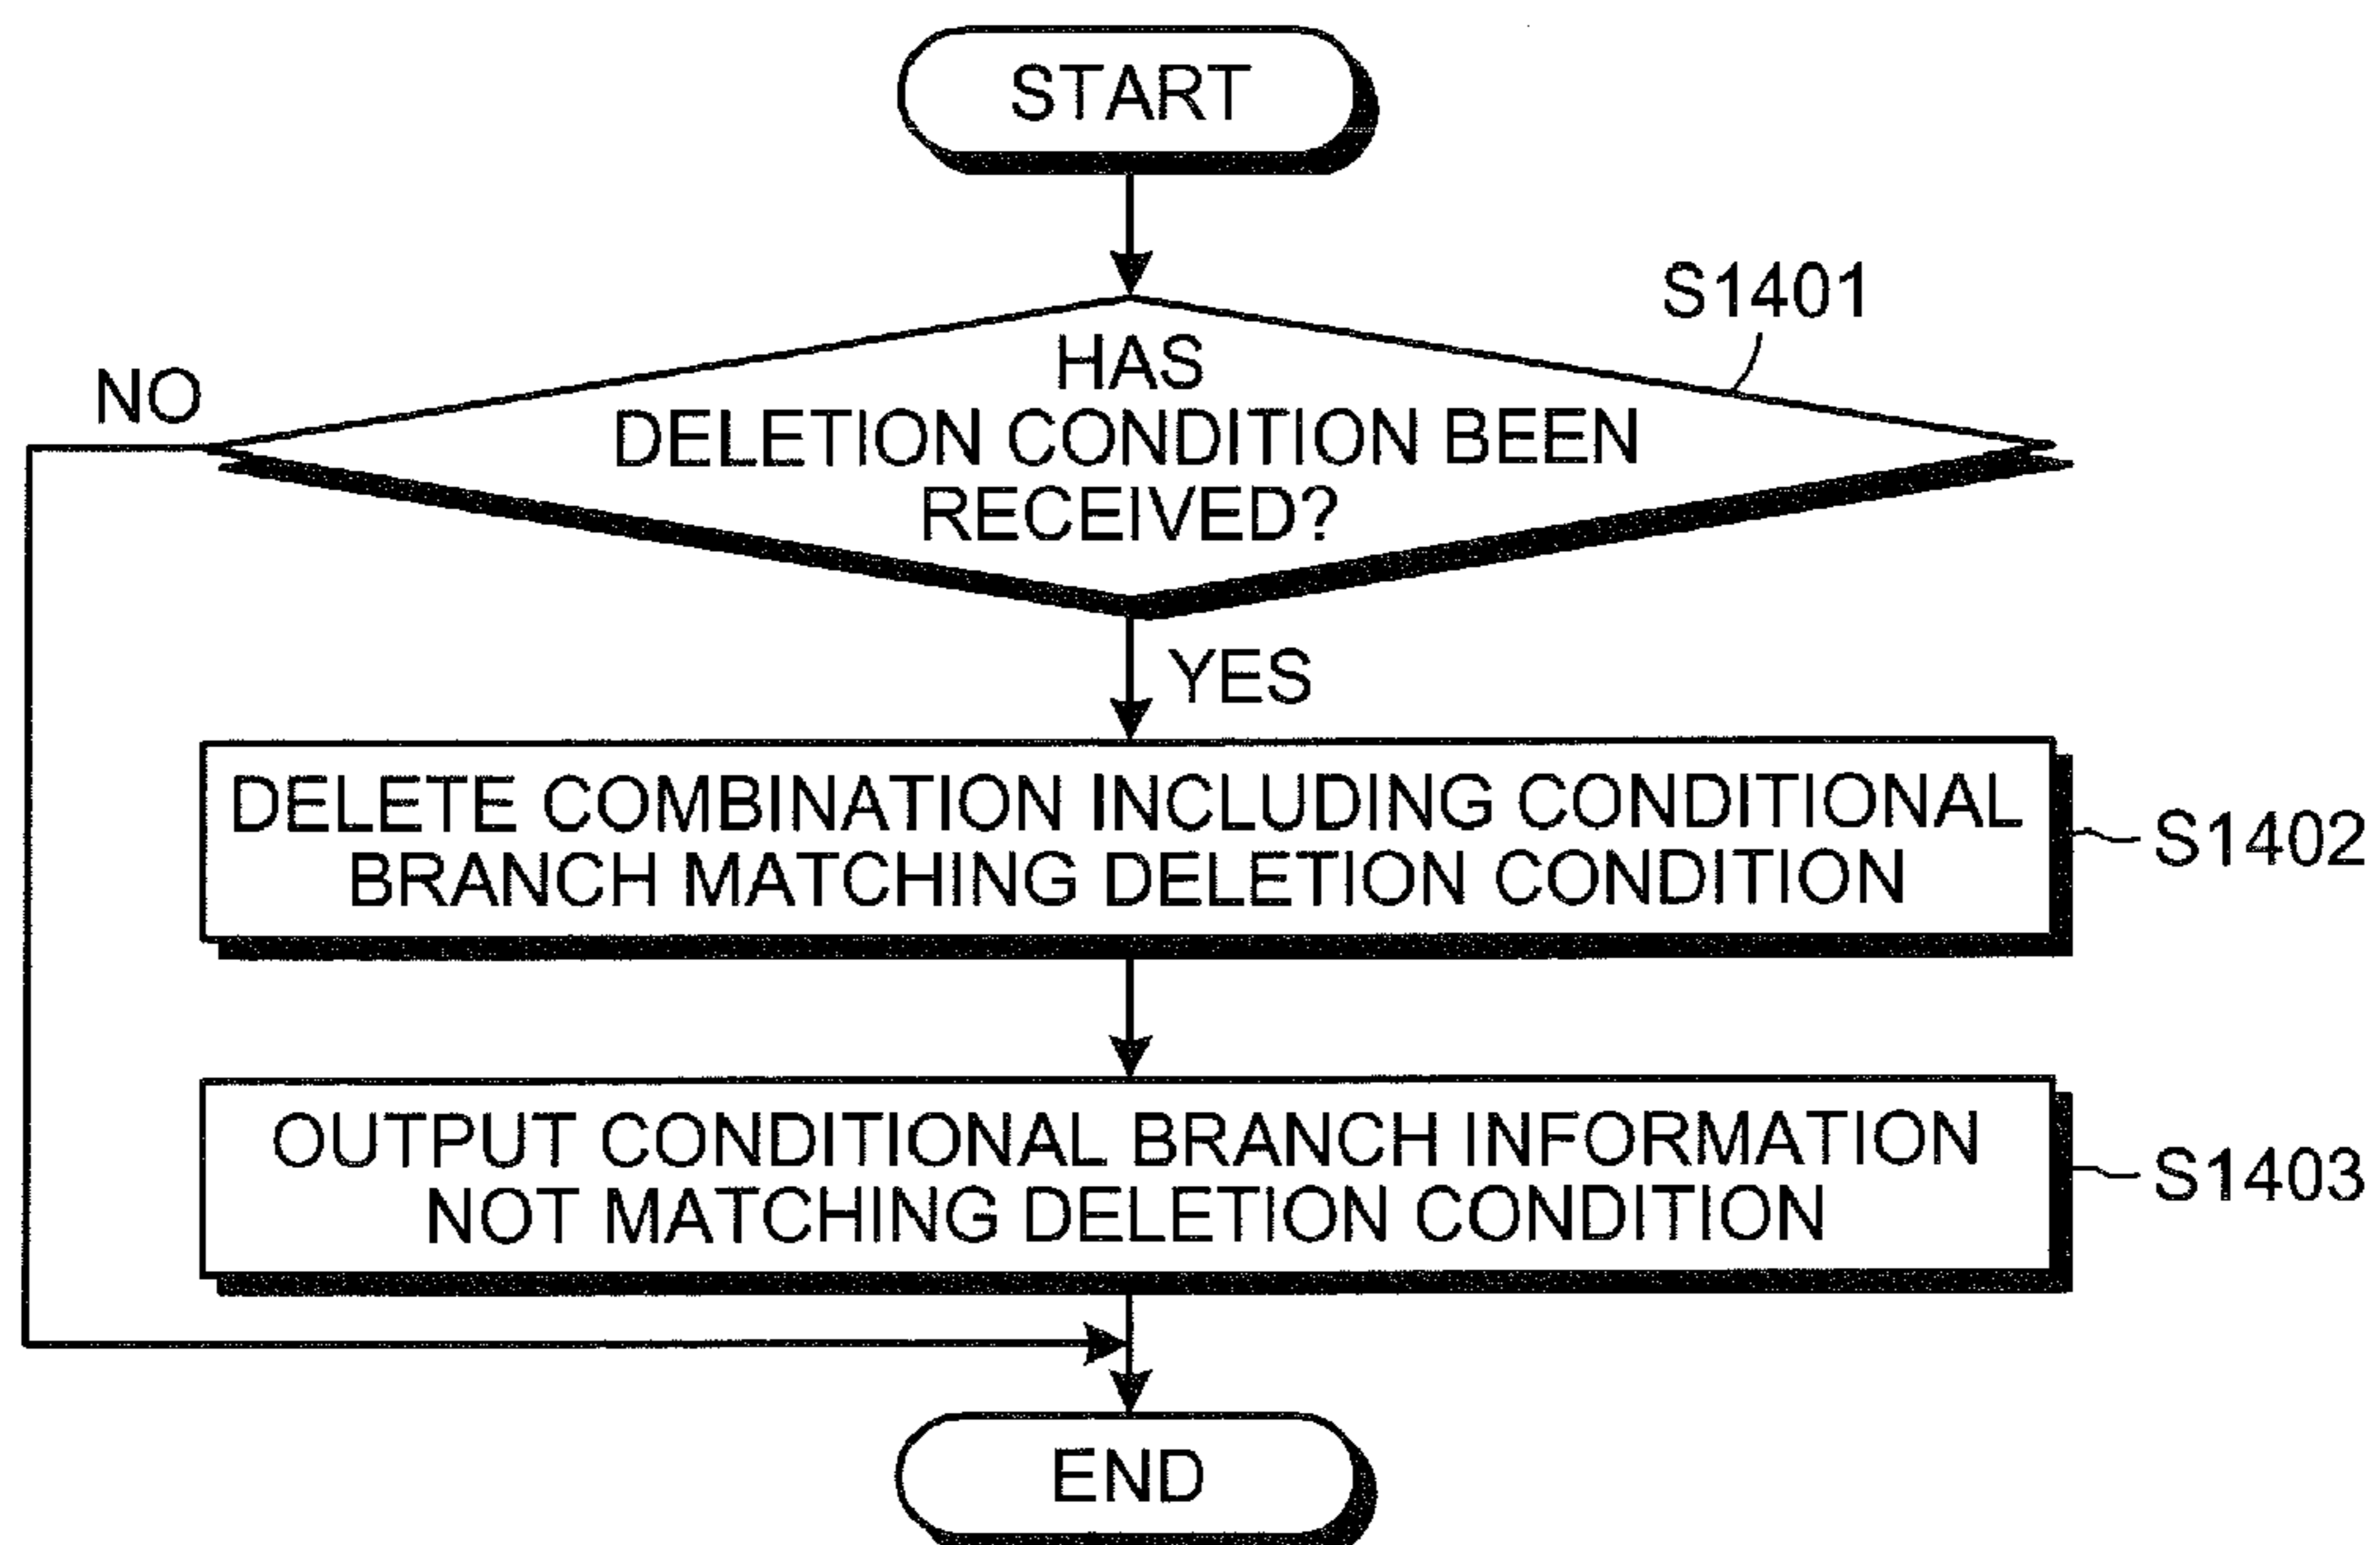 START
S1401
HAS
DELETION CONDITION BEEN
RECEIVED?
NO
YES
DELETE COMBINATION INCLUDING CONDITIONAL
BRANCH MATCHING DELETION CONDITION
S1402
OUTPUT CONDITIONAL BRANCH INFORMATION
NOT MATCHING DELETION CONDITION
S1403
END